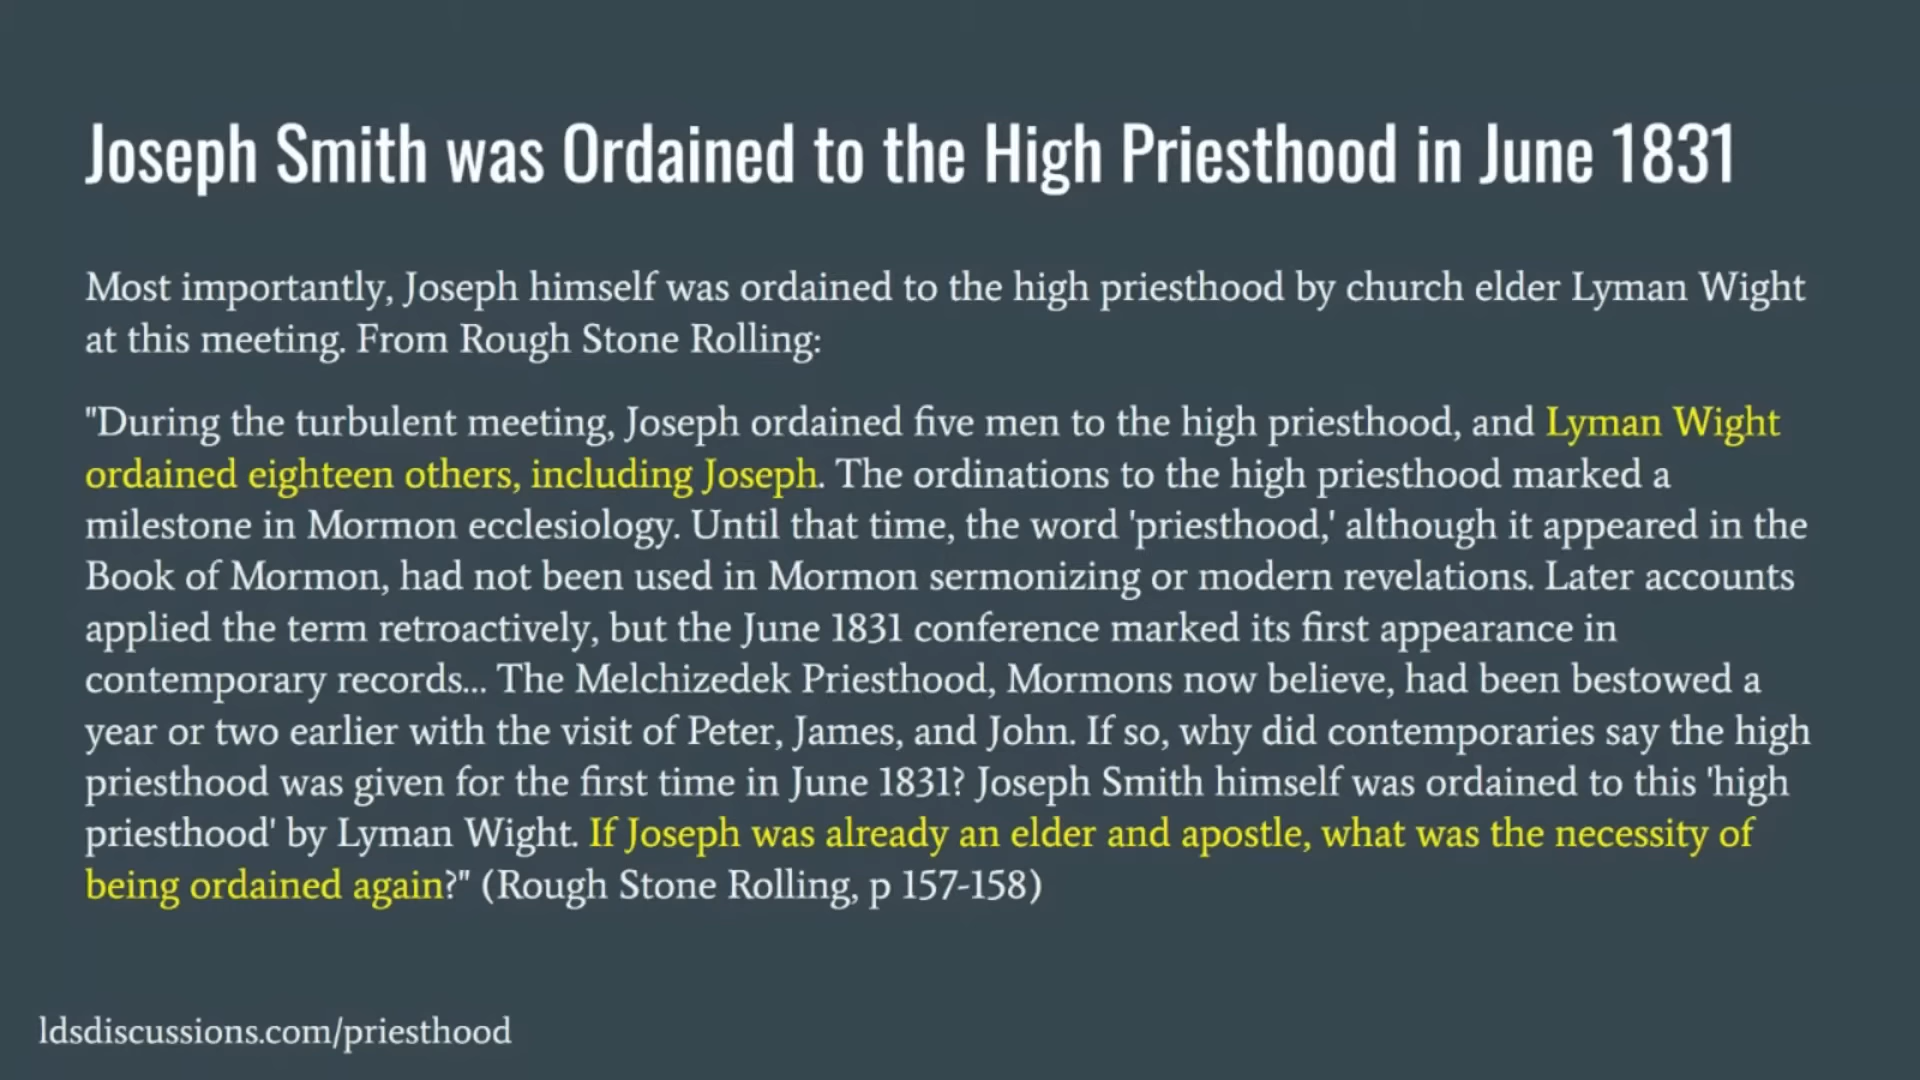 Joseph Smith was Ordained to the High Priesthood in June 1831
Most importantly, Joseph himself was ordained to the high priesthood by church elder Lyman Wight
at this meeting. From Rough Stone Rolling:
"During the turbulent meeting, Joseph ordained five men to the high priesthood, and Lyman Wight
ordained eighteen others, including Joseph. The ordinations to the high priesthood marked a
milestone in Mormon ecclesiology. Until that time, the word 'priesthood,' although it appeared in the
Book of Mormon, had not been used in Mormon sermonizing or modern revelations. Later accounts
applied the term retroactively, but the June 1831 conference marked its first appearance in
contemporary records... The Melchizedek Priesthood, Mormons now believe, had been bestowed a
year or two earlier with the visit of Peter, James, and John. If so, why did contemporaries say the high
priesthood was given for the first time in June 1831? Joseph Smith himself was ordained to this 'high
priesthood' by Lyman Wight. If Joseph was already an elder and apostle, what was the necessity of
being ordained again?" (Rough Stone Rolling, p 157-158)
ldsdiscussions.com/priesthood